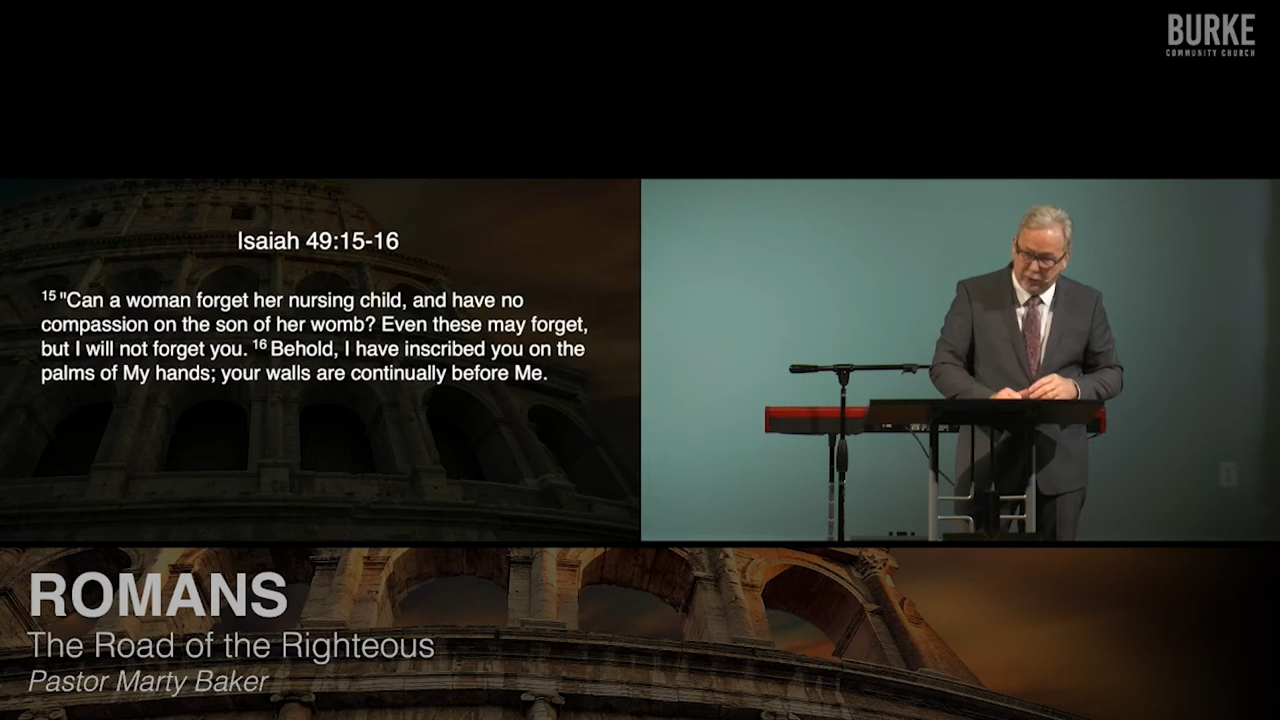 BURKE
COMMUNITY CHURCH
Isaiah 49:15-16
15 "Can a woman forget her nursing child, and have no
compassion on the son of her womb? Even these may forget,
but I will not forget you. 16 Behold, I have inscribed you on the
palms of My hands; your walls are continually before Me.
ROMANS
The Road of the Righteous
Pastor Marty Baker